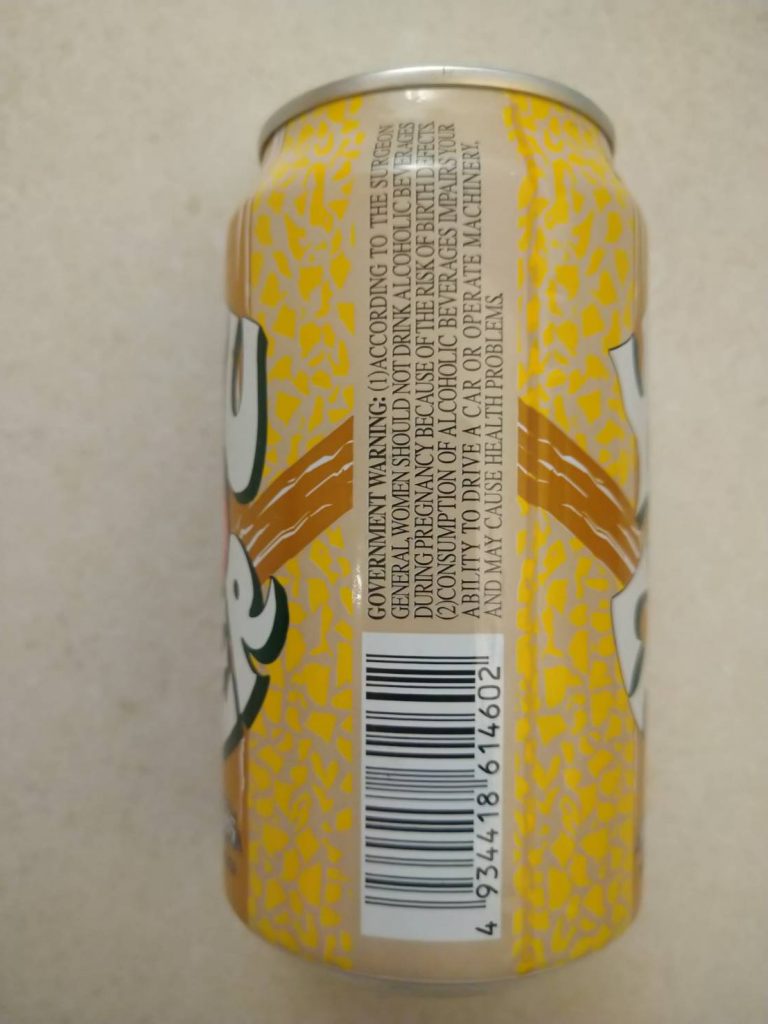 GOVERNMENT WARNING: (1)ACCORDING TO THE SURGEON
GENERAL, WOMEN SHOULD NOT DRINK ALCOHOLIC BEVERAGES
DURING PREGNANCY BECAUSE OF THE RISK OF BIRTH DEFECTS.
(2)CONSUMPTION OF ALCOHOLIC BEVERAGES IMPAIRS YOUR
ABILITY TO DRIVE A CAR OR OPERATE MACHINERY,
AND MAY CAUSE HEALTH PROBLEMS.
4 934418 614602